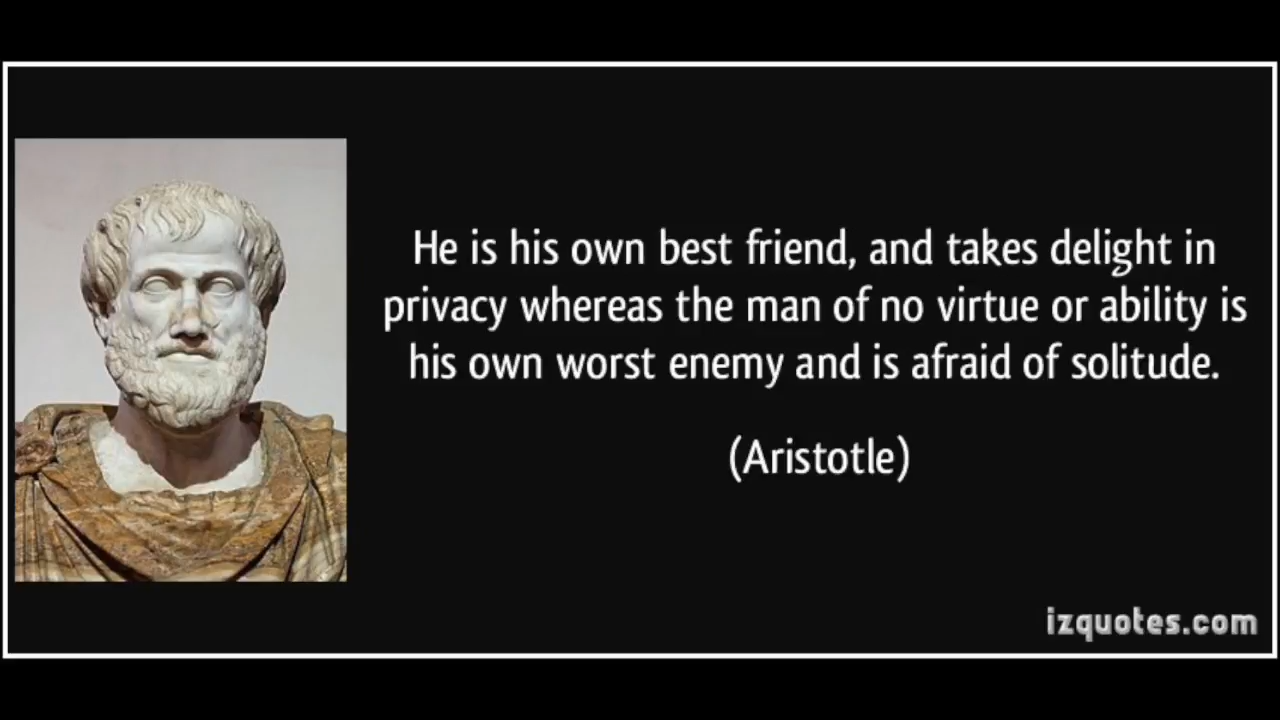 He is his own best friend, and takes delight in
privacy whereas the man of no virtue or ability is
his own worst enemy and is afraid of solitude.
(Aristotle)
izquotes.com